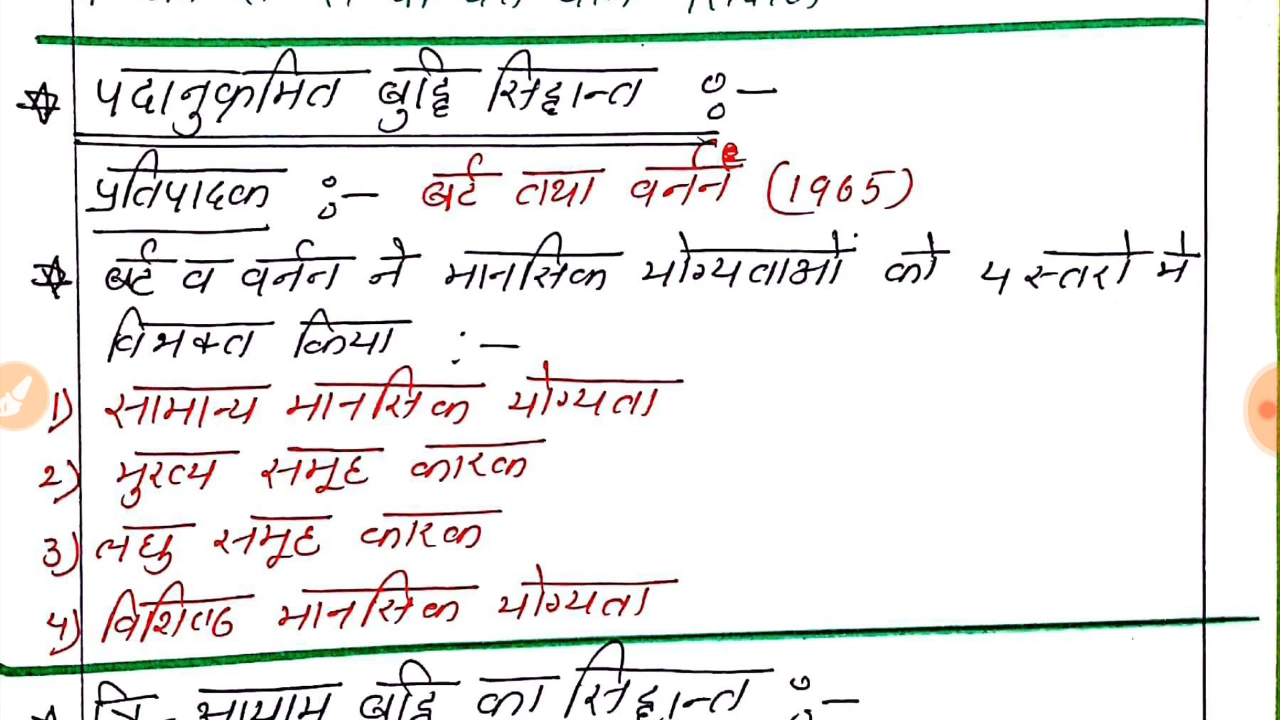 ☆ पदानुक्रमित बुद्धि सिद्धान्त :-
प्रतिपादक :- बर्ट तथा वर्नन (1965)
☆ बर्ट व वर्नन ने मानसिक योग्यताओं को 4 स्तरों में
विभक्त किया :-
1) सामान्य मानसिक योग्यता
2) मुख्य समूह कारक
3) लघु समूह कारक
4) विशिष्ठ मानसिक योग्यता
त्रि-आयाम बुद्धि का सिद्धान्त :-